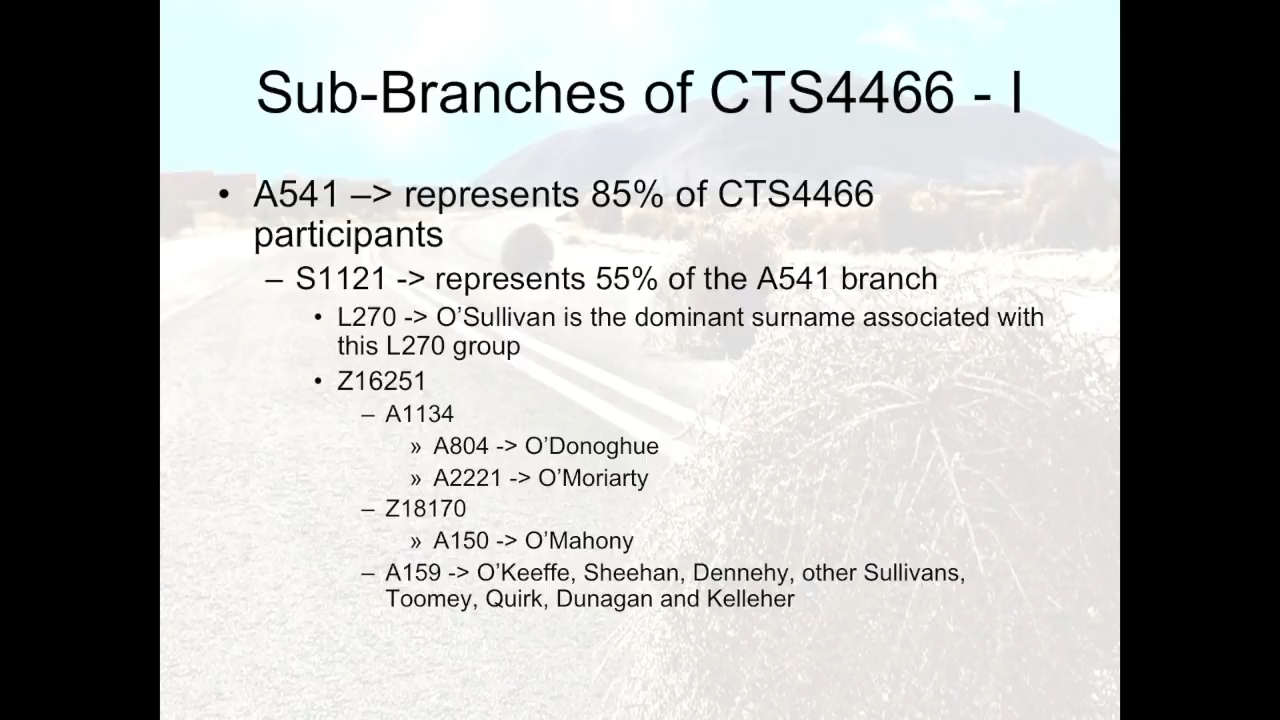 Sub-Branches of CTS4466 - I
• A541 –> represents 85% of CTS4466
participants
– S1121 -> represents 55% of the A541 branch
• L270 -> O’Sullivan is the dominant surname associated with
this L270 group
• Z16251
– A1134
» A804 -> O’Donoghue
» A2221 -> O’Moriarty
– Z18170
» A150 -> O’Mahony
– A159 -> O’Keeffe, Sheehan, Dennehy, other Sullivans,
Toomey, Quirk, Dunagan and Kelleher